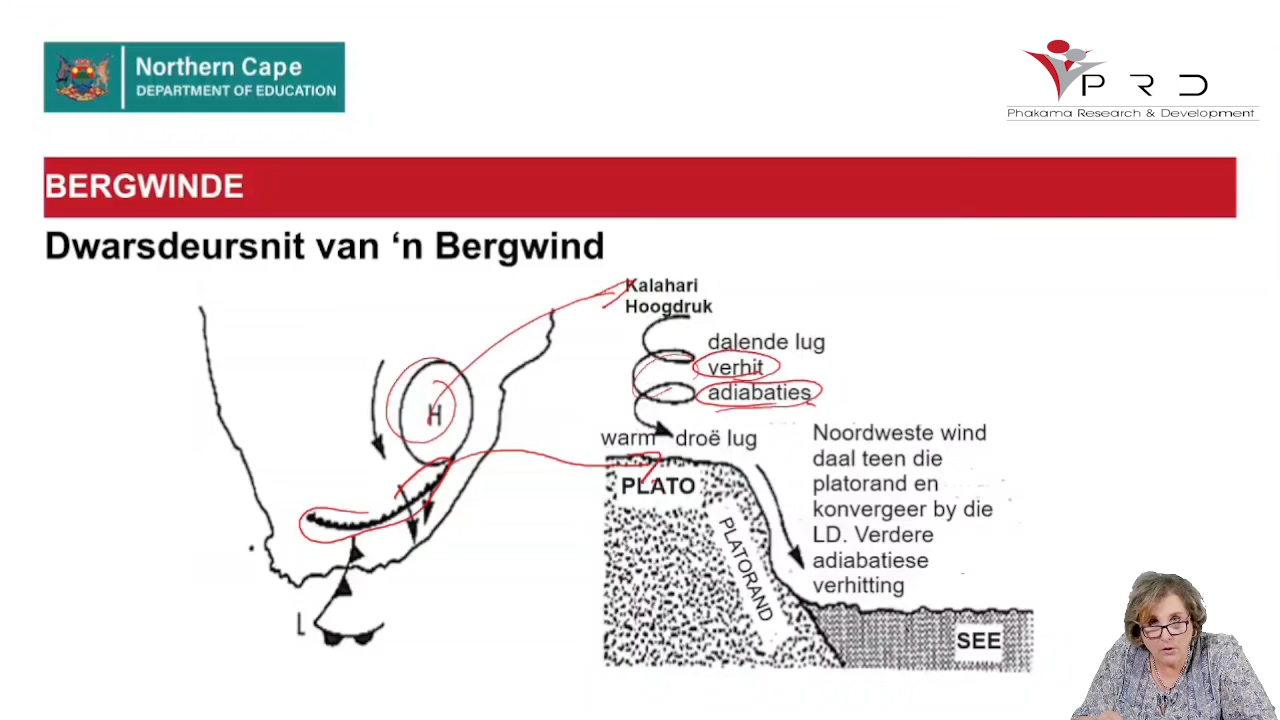 Northern Cape
DEPARTMENT OF EDUCATION
PRD
Phakama Research & Development
BERGWINDE
Dwarsdeursnit van ‘n Bergwind
Kalahari
Hoogdruk
dalende lug
verhit
adiabaties
warm droë lug
H
L
PLATO
PLATORAND
Noordweste wind
daal teen die
platorand en
konvergeer by die
LD. Verdere
adiabatiese
verhitting
SEE